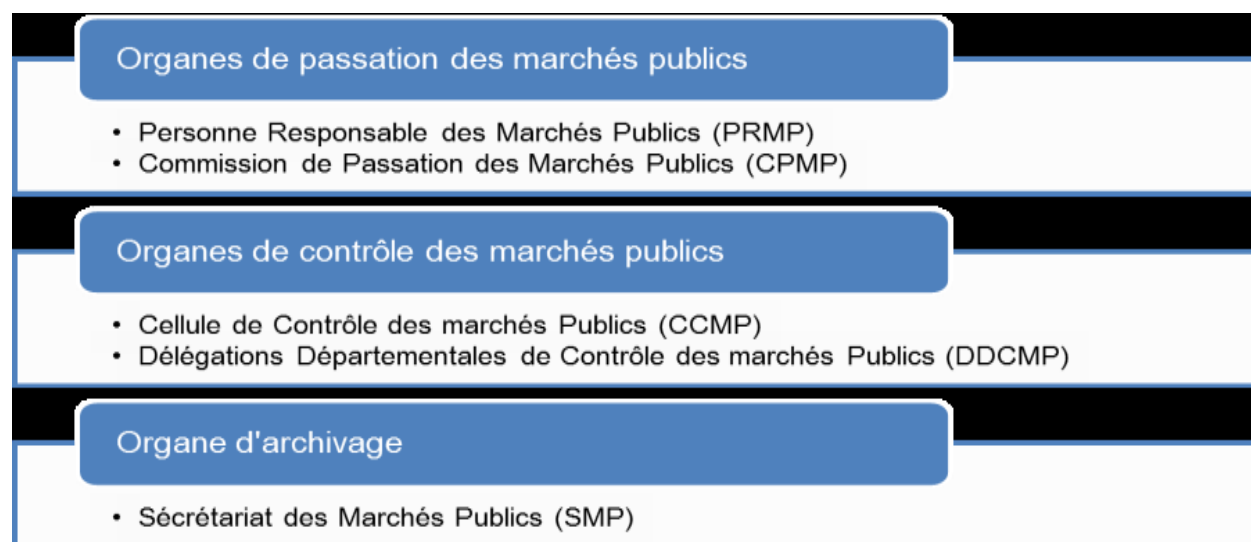 Organes de passation des marchés publics
• Personne Responsable des Marchés Publics (PRMP)
• Commission de Passation des Marchés Publics (CPMP)
Organes de contrôle des marchés publics
• Cellule de Contrôle des marchés Publics (CCMP)
• Délégations Départementales de Contrôle des marchés Publics (DDCMP)
Organe d'archivage
• Sécrétariat des Marchés Publics (SMP)